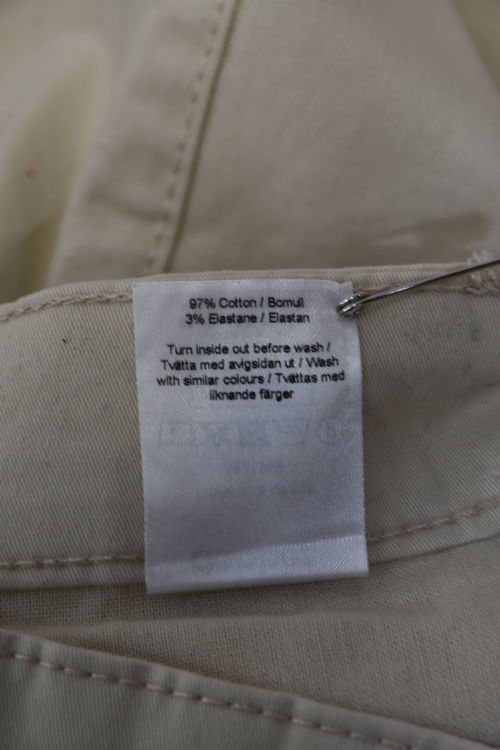 97% Cotton / Bomull
3% Elastane / Elastan
Turn inside out before wash /
Tvätta med avigsidan ut / Wash
with similar colours / Tvättas med
liknande färger